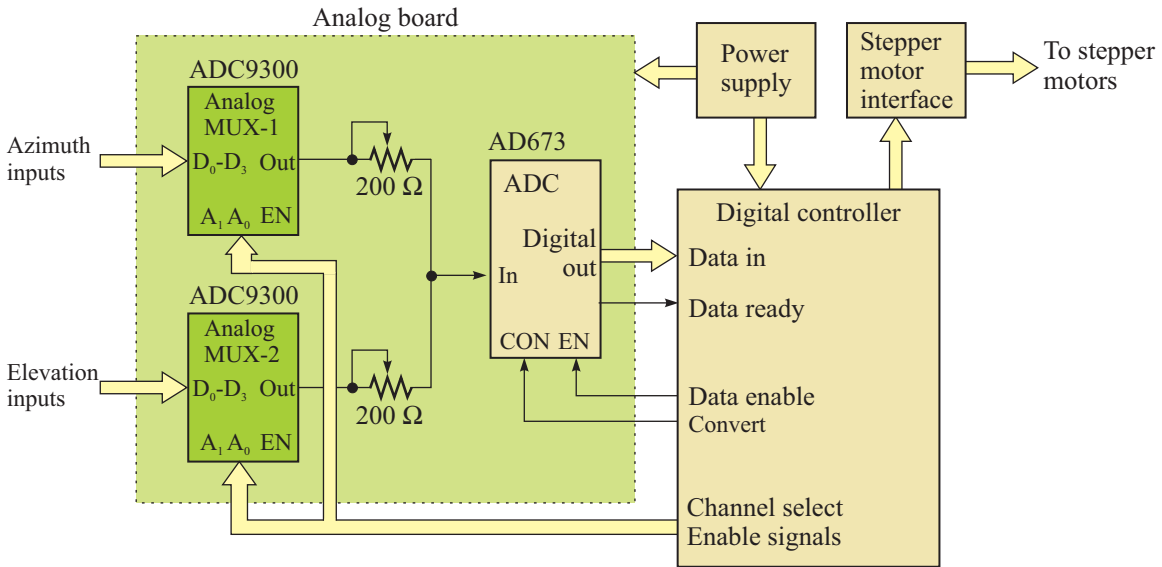 Analog board
ADC9300
Analog
MUX-1
D₀-D₃ Out
A₁ A₀ EN
Azimuth
inputs
200 Ω
ADC9300
Analog
MUX-2
D₀-D₃ Out
A₁ A₀ EN
Elevation
inputs
200 Ω
AD673
ADC
Digital
out
In
CON EN
Power
supply
Stepper
motor
interface
To stepper
motors
Digital controller
Data in
Data ready
Data enable
Convert
Channel select
Enable signals